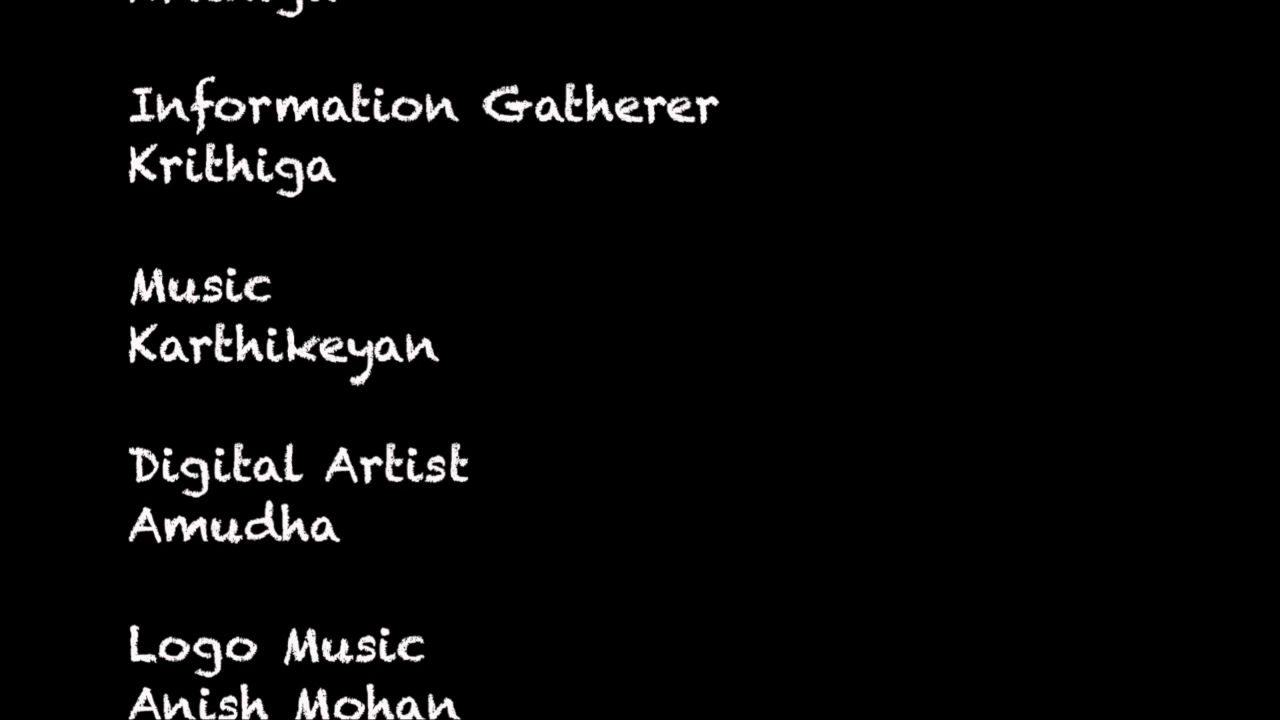 Information Gatherer
Krithiga
Music
Karthikeyan
Digital Artist
Amudha
Logo Music
Anish Mohan